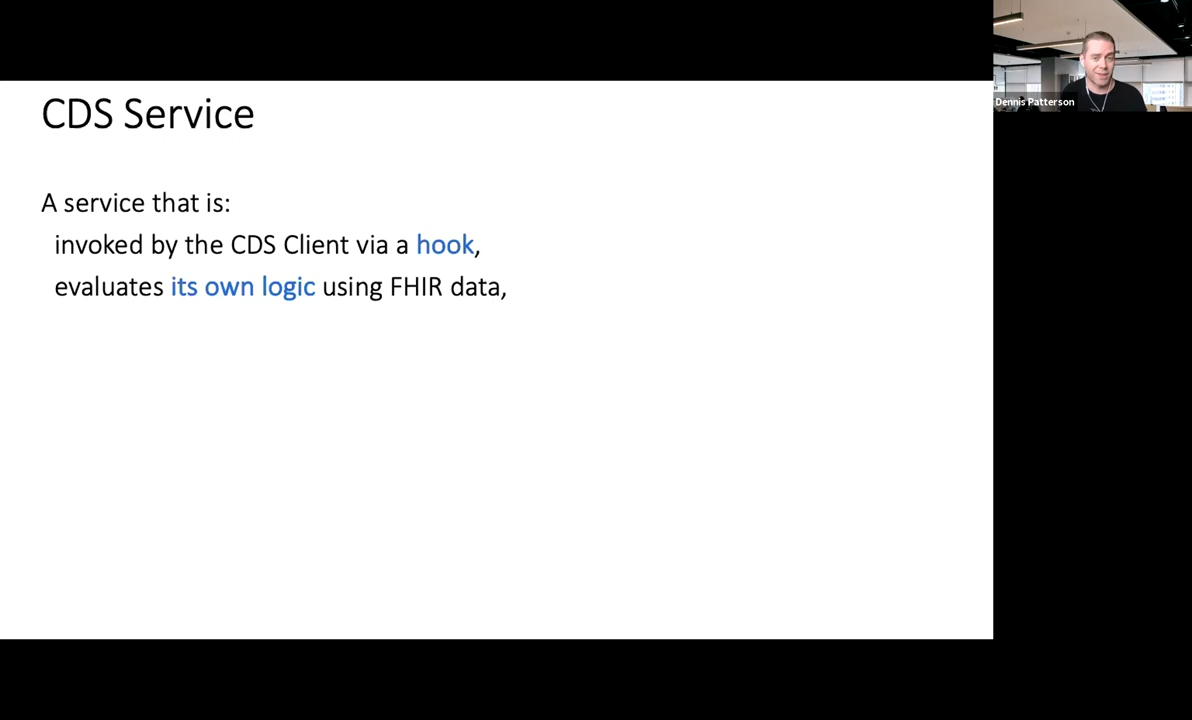 CDS Service
Dennis Patterson
A service that is:
invoked by the CDS Client via a hook,
evaluates its own logic using FHIR data,